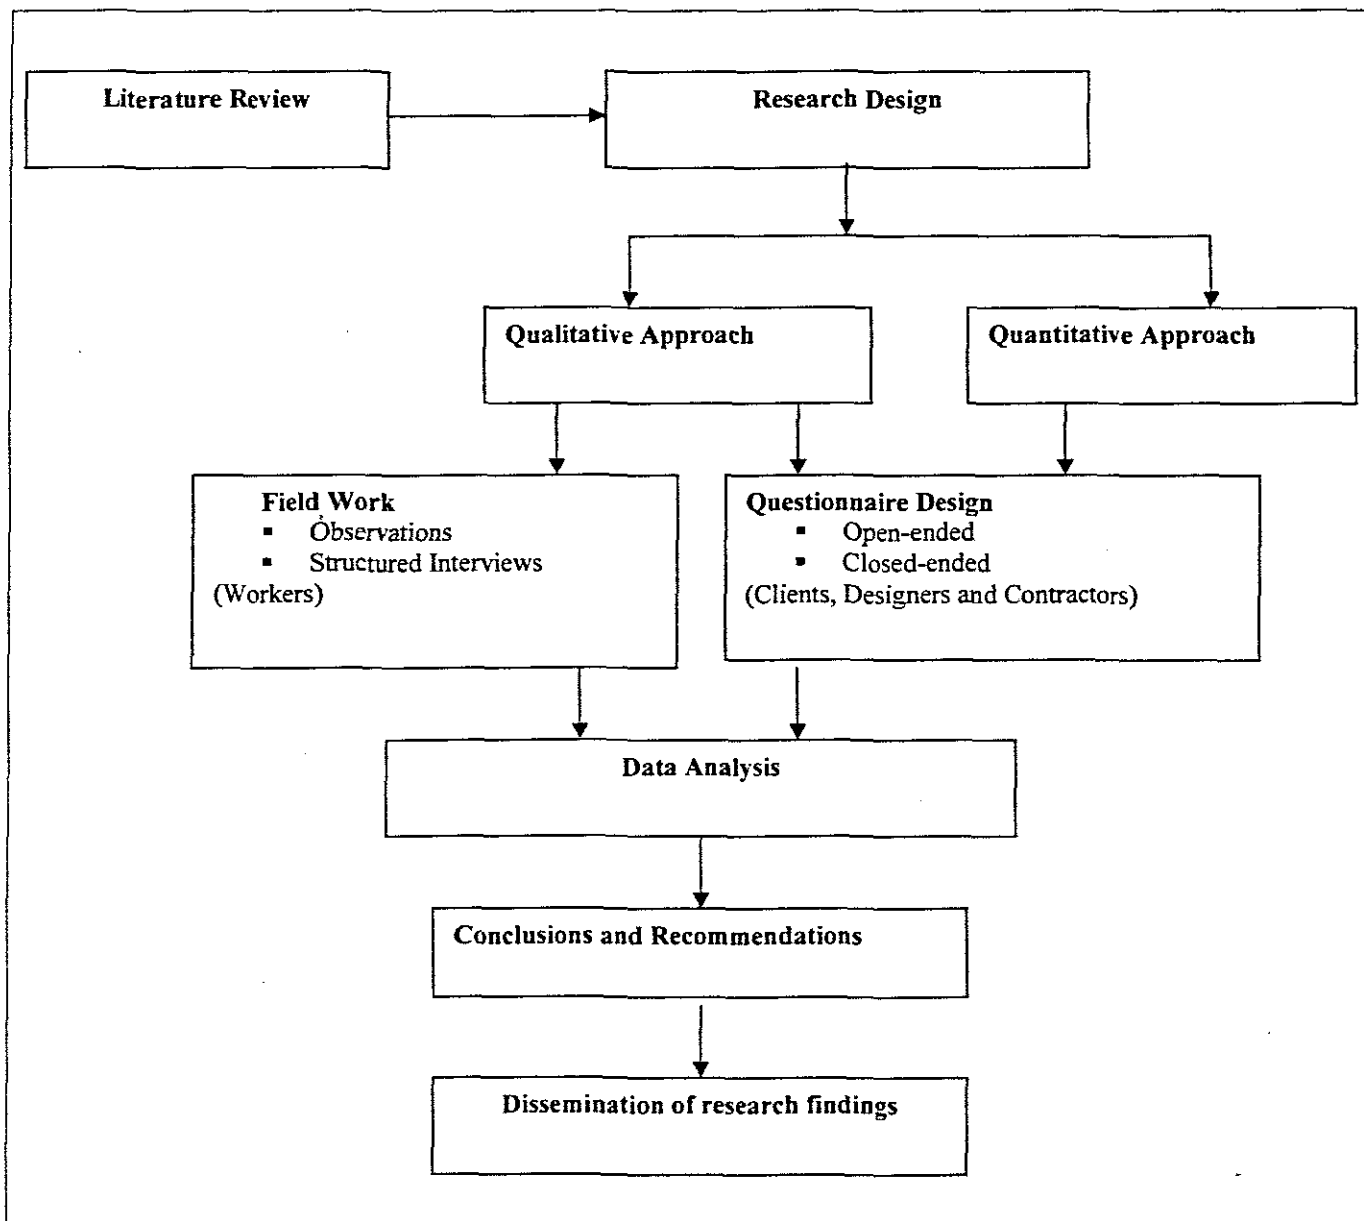 Literature Review
Research Design
Qualitative Approach
Quantitative Approach
Field Work
▪ Observations
▪ Structured Interviews
(Workers)
Questionnaire Design
▪ Open-ended
▪ Closed-ended
(Clients, Designers and Contractors)
Data Analysis
Conclusions and Recommendations
Dissemination of research findings